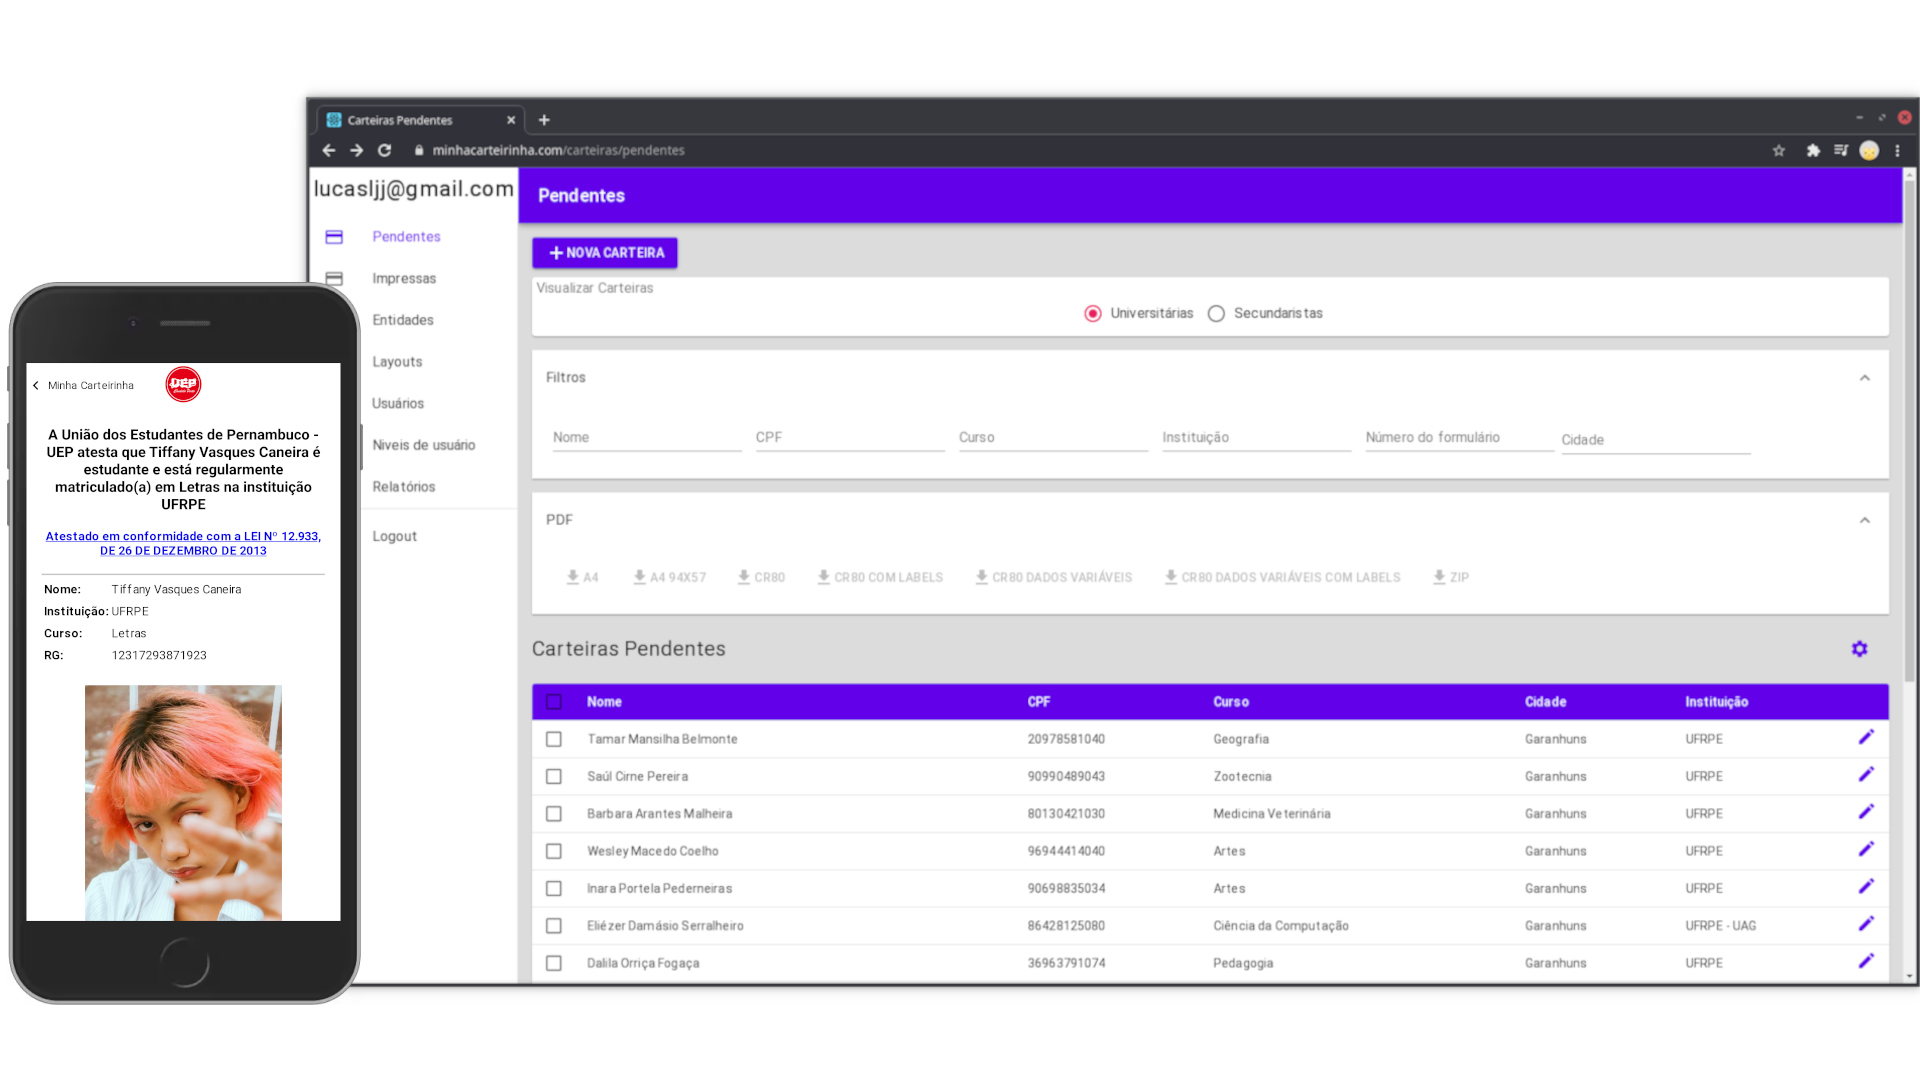 Carteiras Pendentes
minhacarteirinha.com/carteiras/pendentes
lucasljj@gmail.com
Pendentes
Impressas
Entidades
Layouts
Usuários
Niveis de usuário
Relatórios
Logout
Pendentes
NOVA CARTEIRA
Visualizar Carteiras
Universitárias Secundaristas
Filtros
Nome CPF Curso Instituição Número do formulário Cidade
PDF
A4 A4 94X57 CR80 CR80 COM LABELS CR80 DADOS VARIÁVEIS CR80 DADOS VARIÁVEIS COM LABELS ZIP
Carteiras Pendentes
Nome CPF Curso Cidade Instituição
Tamar Mansilha Belmonte 20978581040 Geografia Garanhuns UFRPE
Saúl Cirne Pereira 90990489043 Zootecnia Garanhuns UFRPE
Barbara Arantes Malheira 80130421030 Medicina Veterinária Garanhuns UFRPE
Wesley Macedo Coelho 96944414040 Artes Garanhuns UFRPE
Inara Portela Pederneiras 90698835034 Artes Garanhuns UFRPE
Eliézer Damásio Serralheiro 86428125080 Ciência da Computação Garanhuns UFRPE - UAG
Dalila Orriça Fogaça 36963791074 Pedagogia Garanhuns UFRPE
Minha Carteirinha
UEP
A União dos Estudantes de Pernambuco -
UEP atesta que Tiffany Vasques Caneira é
estudante e está regularmente
matriculado(a) em Letras na instituição
UFRPE
Atestado em conformidade com a LEI Nº 12.933,
DE 26 DE DEZEMBRO DE 2013
Nome: Tiffany Vasques Caneira
Instituição: UFRPE
Curso: Letras
RG: 12317293871923